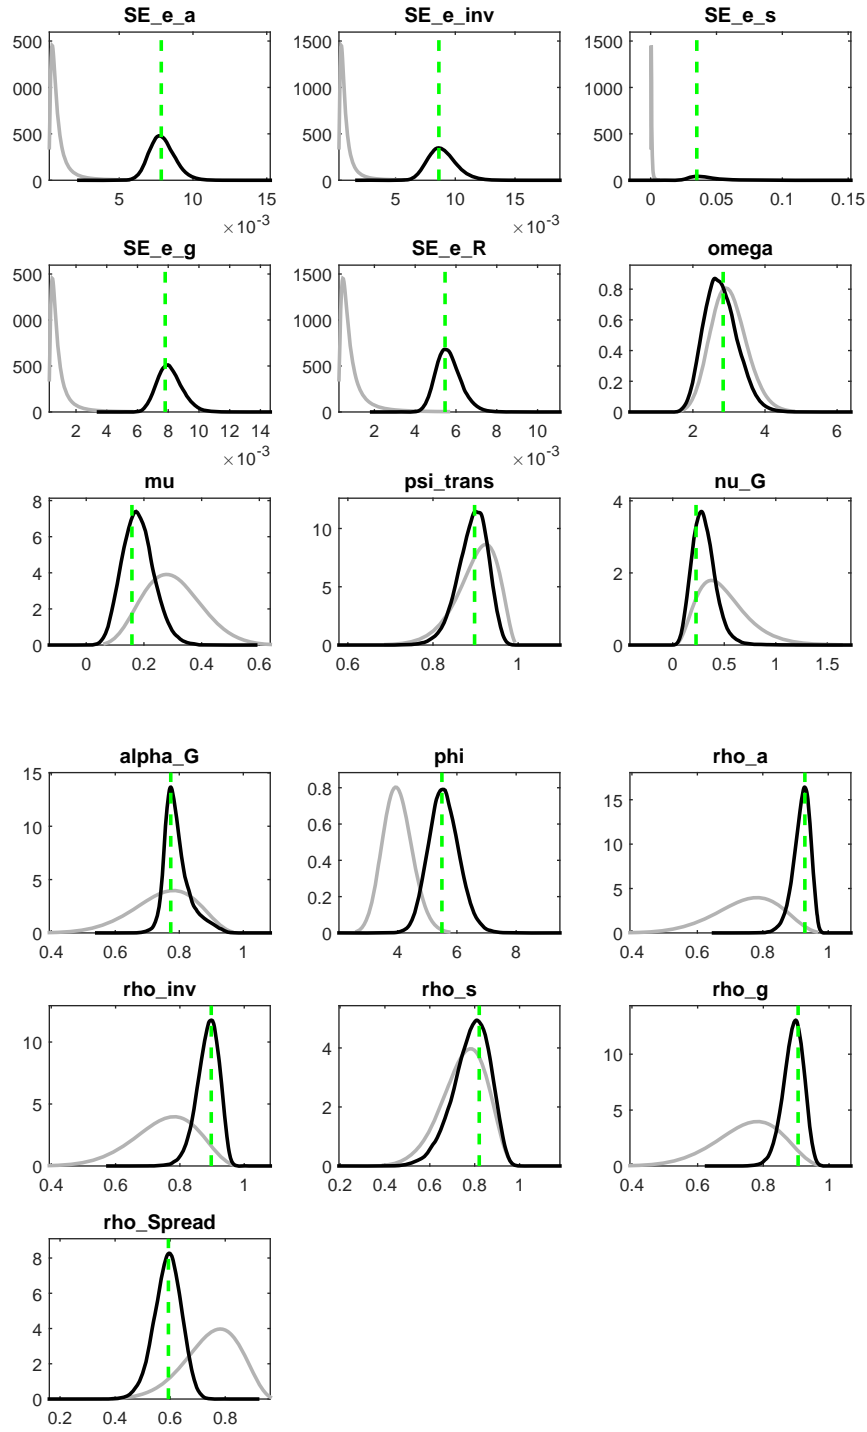 SE_e_a SE_e_inv SE_e_s
500 1500 1500
000 1000 1000
500 500 500
0 0 0
5 10 15 5 10 15 0 0.05 0.1 0.15
×10-3 ×10-3
SE_e_g SE_e_R omega
500 1500 0.8
000 1000 0.6
500 500 0.4
0.2
0 0 0
2 4 6 8 10 12 14 2 4 6 8 10 2 4 6
×10-3 ×10-3
mu psi_trans nu_G
8 10 4
6
4 5 2
2
0 0 0
0 0.2 0.4 0.6 0.6 0.8 1 0 0.5 1 1.5
alpha_G phi rho_a
15 0.8 15
10 0.6 10
5 0.4 5
0.2
0 0 0
0.4 0.6 0.8 1 4 6 8 0.4 0.6 0.8 1
rho_inv rho_s rho_g
10 4 10
5 2 5
0 0 0
0.4 0.6 0.8 1 0.2 0.4 0.6 0.8 1 0.4 0.6 0.8 1
rho_Spread
8
6
4
2
0
0.2 0.4 0.6 0.8